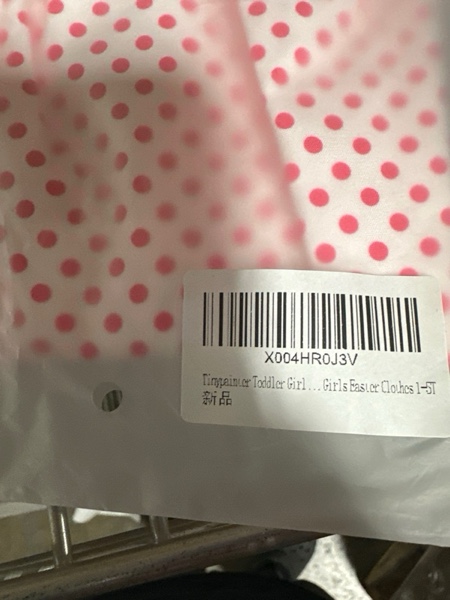 X004HR0J3V
Tinypainter Toddler Girl...Girls Easter Clothes 1-5T
新品